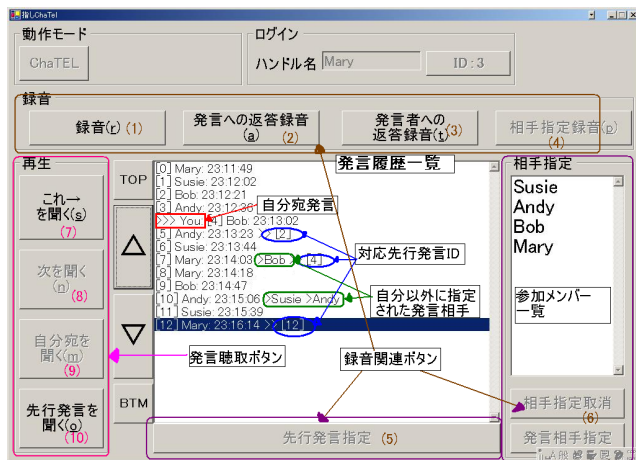 指しChaTel
動作モード
ChaTEL
ログイン
ハンドル名 Mary ID : 3
録音
録音(r) (1)
発言への返答録音
(a) (2)
発言者への
返答録音(t) (3)
相手指定録音(p)
(4)
再生
これ→
を聞く(s)
(7)
次を聞く
(n) (8)
自分宛を
聞く(m)
(9)
先行発言を
聞く(o)
(10)
TOP
BTM
発言履歴一覧
[0] Mary: 23:11:49
[1] Susie: 23:12:02
[2] Bob: 23:12:21
[3] Andy: 23:12:36
>>> You. [4] Bob: 23:13:02
[5] Andy: 23:13:23 > [2]
[6] Susie: 23:13:44
[7] Mary: 23:14:03 >Bob > [4]
[8] Mary: 23:14:18
[9] Bob: 23:14:47
[10] Andy: 23:15:06 >Susie >Andy
[11] Susie: 23:15:39
[12] Mary: 23:16:14 >> [12]
自分宛発言
対応先行発言ID
自分以外に指定
された発言相手
発言聴取ボタン
録音関連ボタン
先行発言指定 (5)
相手指定
Susie
Andy
Bob
Mary
参加メンバー
一覧
相手指定取消
(6)
発言相手指定